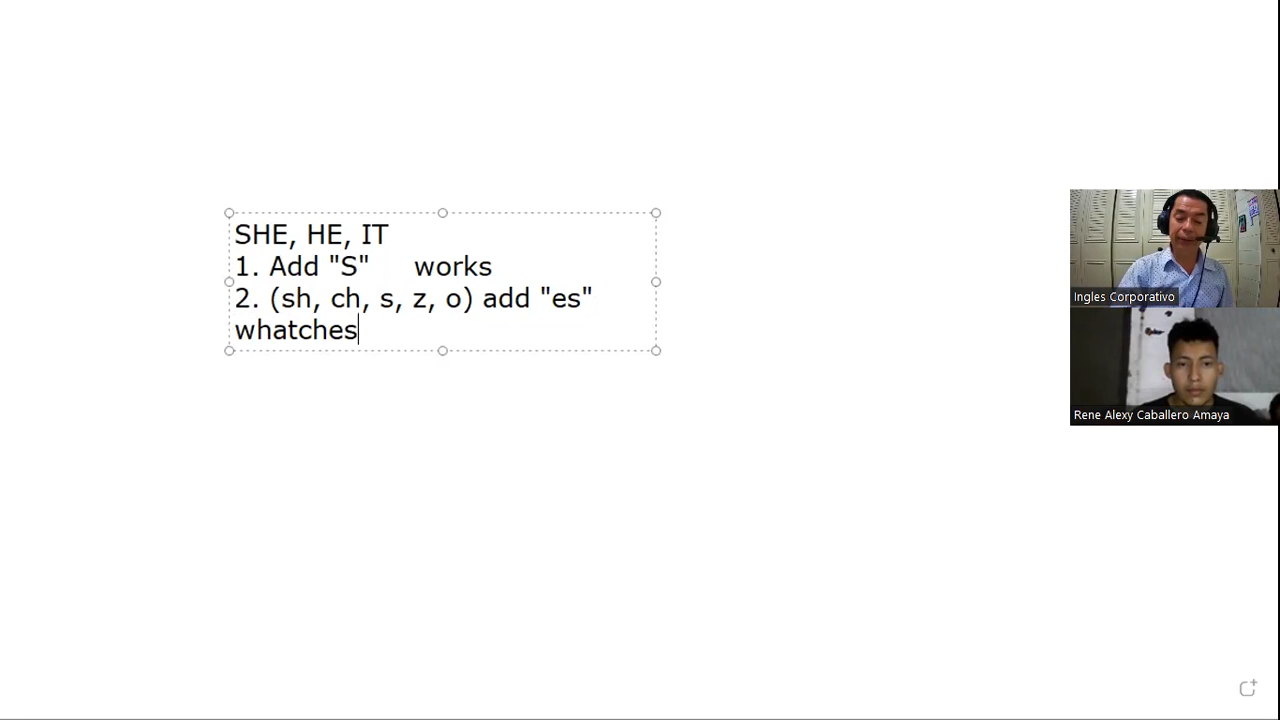 SHE, HE, IT
1. Add "S" works
2. (sh, ch, s, z, o) add "es"
whatches
Ingles Corporativo
Rene Alexy Caballero Amaya